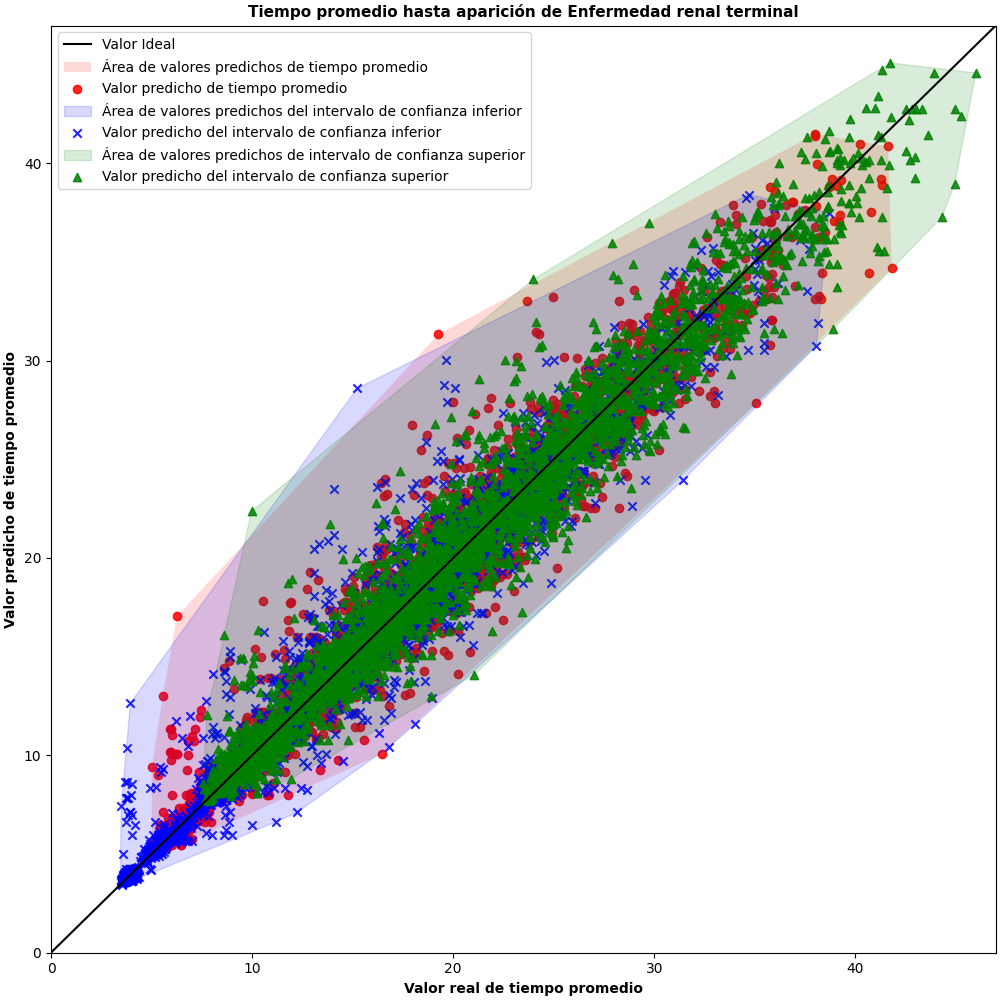 Tiempo promedio hasta aparición de Enfermedad renal terminal
Valor Ideal
Área de valores predichos de tiempo promedio
Valor predicho de tiempo promedio
Área de valores predichos del intervalo de confianza inferior
Valor predicho del intervalo de confianza inferior
Área de valores predichos de intervalo de confianza superior
Valor predicho del intervalo de confianza superior
Valor predicho de tiempo promedio
40
30
20
10
0
0 10 20 30 40
Valor real de tiempo promedio